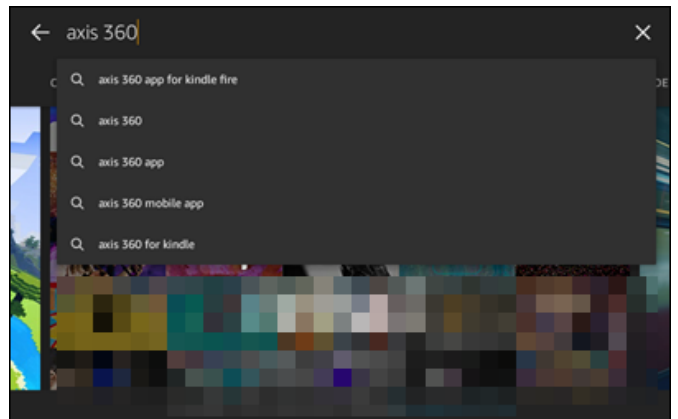 axis 360
axis 360 app for kindle fire
axis 360
axis 360 app
axis 360 mobile app
axis 360 for kindle